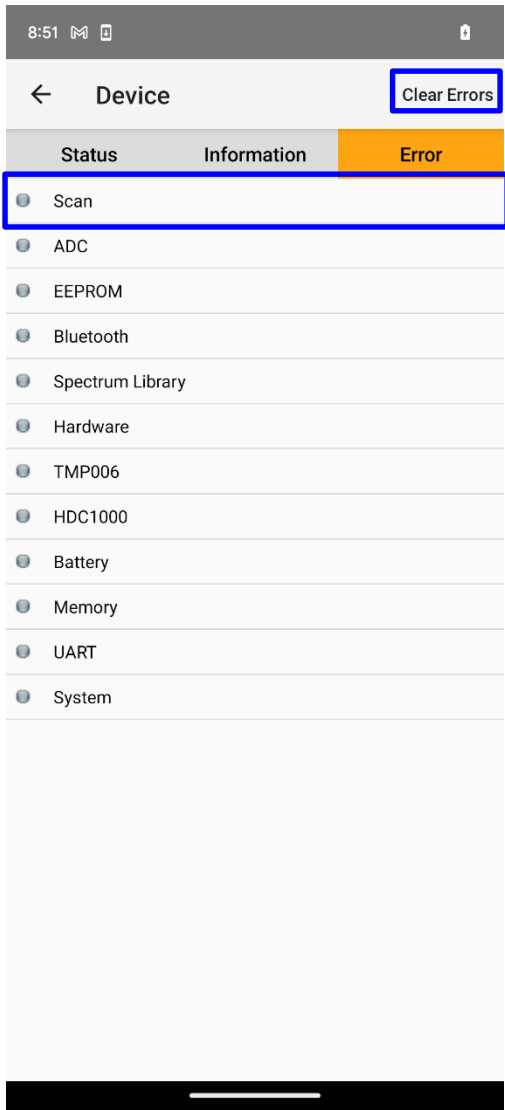 8:51
Device
Clear Errors
Status Information Error
Scan
ADC
EEPROM
Bluetooth
Spectrum Library
Hardware
TMP006
HDC1000
Battery
Memory
UART
System